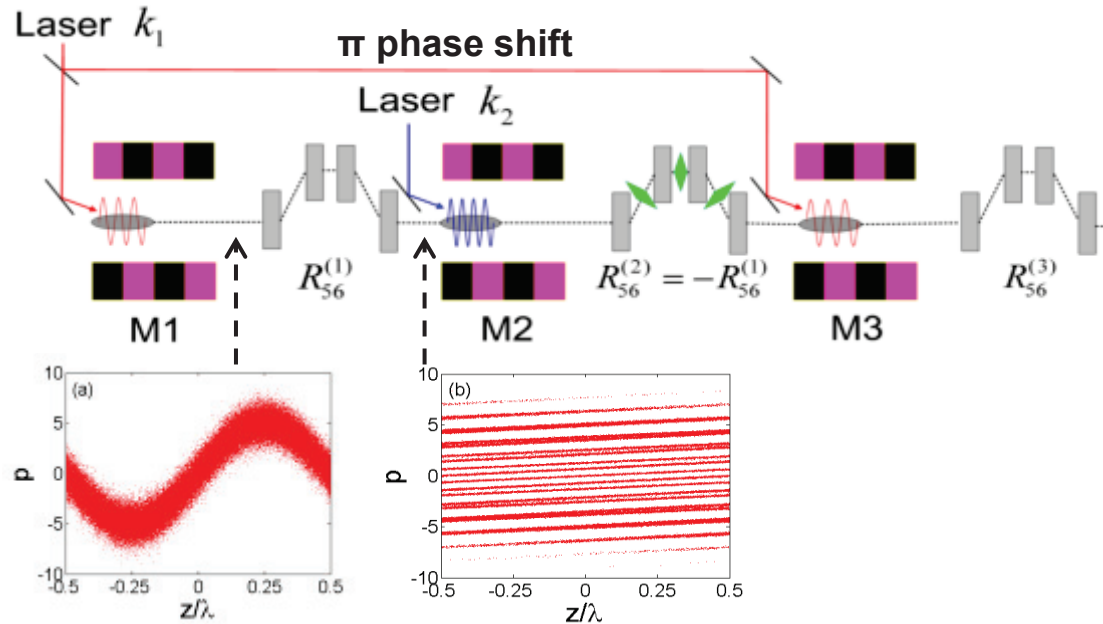 Laser k₁
π phase shift
Laser k₂
R₅₆⁽¹⁾
R₅₆⁽²⁾ = −R₅₆⁽¹⁾
R₅₆⁽³⁾
M1
M2
M3
(a)
10
5
0
-5
-10
p
-0.5 -0.25 0 0.25 0.5
z/λ
(b)
10
5
0
-5
-10
p
-0.5 -0.25 0 0.25 0.5
z/λ